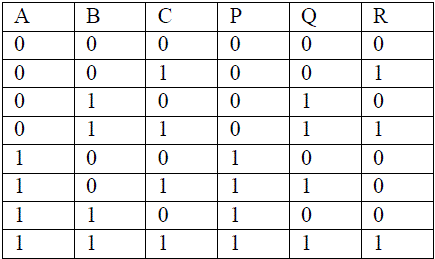 A B C P Q R
0 0 0 0 0 0
0 0 1 0 0 1
0 1 0 0 1 0
0 1 1 0 1 1
1 0 0 1 0 0
1 0 1 1 1 0
1 1 0 1 0 0
1 1 1 1 1 1